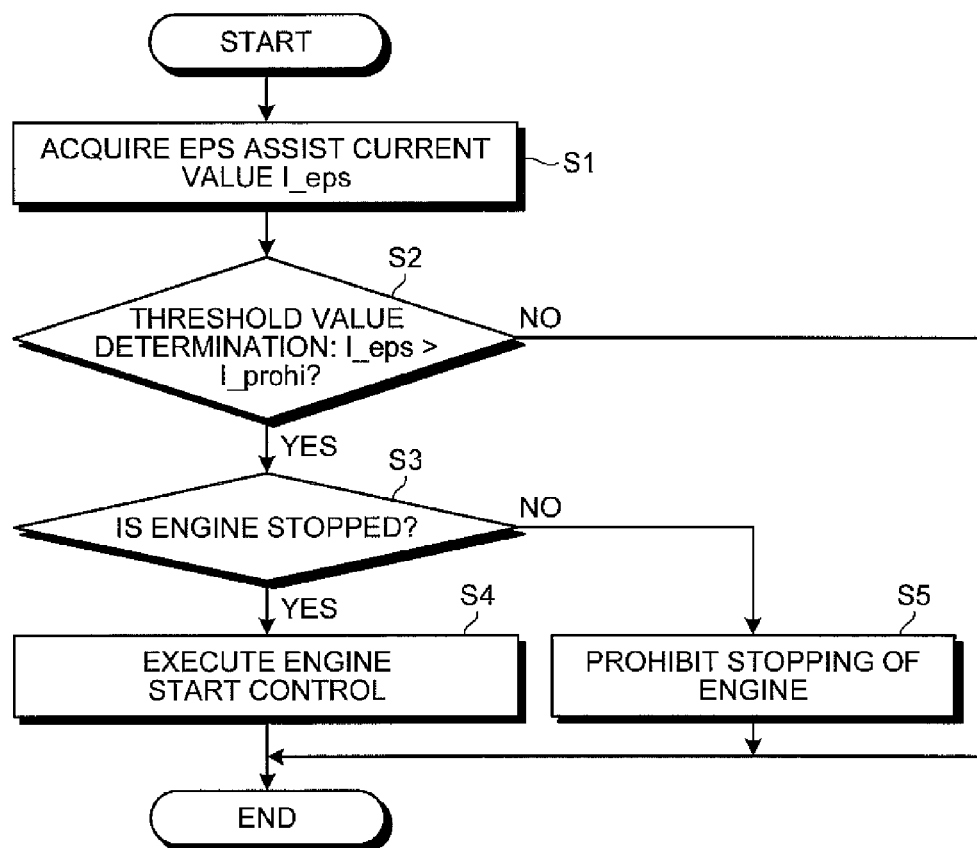 START
ACQUIRE EPS ASSIST CURRENT
VALUE I_eps
S1
S2
THRESHOLD VALUE
DETERMINATION: I_eps >
I_prohi?
NO
YES
S3
IS ENGINE STOPPED?
NO
YES
S4
EXECUTE ENGINE
START CONTROL
S5
PROHIBIT STOPPING OF
ENGINE
END